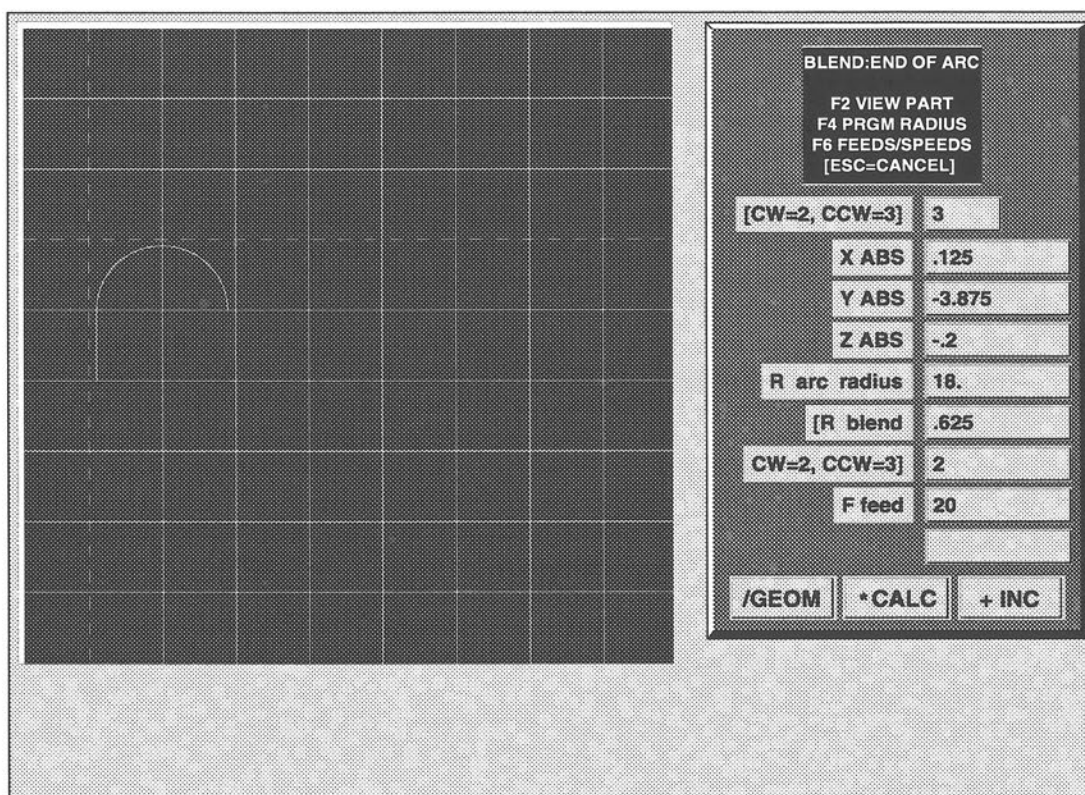 BLEND:END OF ARC
F2 VIEW PART
F4 PRGM RADIUS
F6 FEEDS/SPEEDS
[ESC=CANCEL]
[CW=2, CCW=3] 3
X ABS .125
Y ABS -3.875
Z ABS -.2
R arc radius 18.
[R blend .625
CW=2, CCW=3] 2
F feed 20
/GEOM *CALC + INC